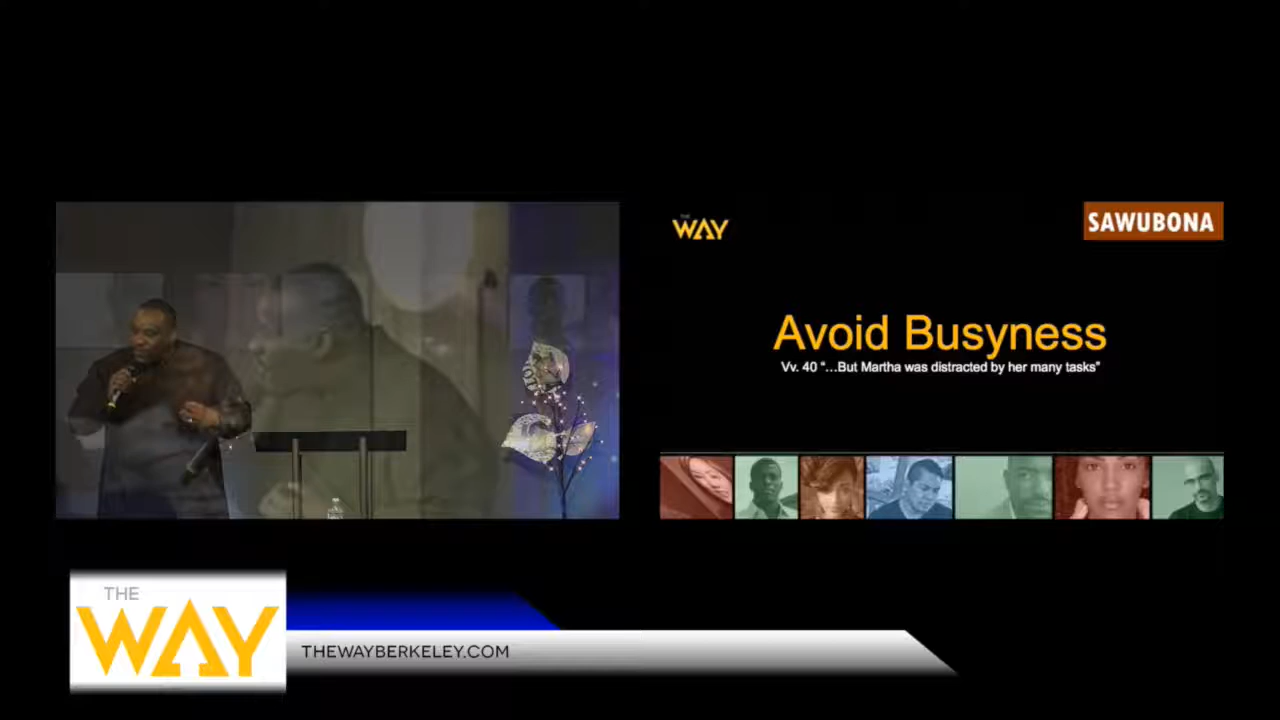 THE
WAY
SAWUBONA
Avoid Busyness
Vv. 40 “...But Martha was distracted by her many tasks”
THE
WAY
THEWAYBERKELEY.COM